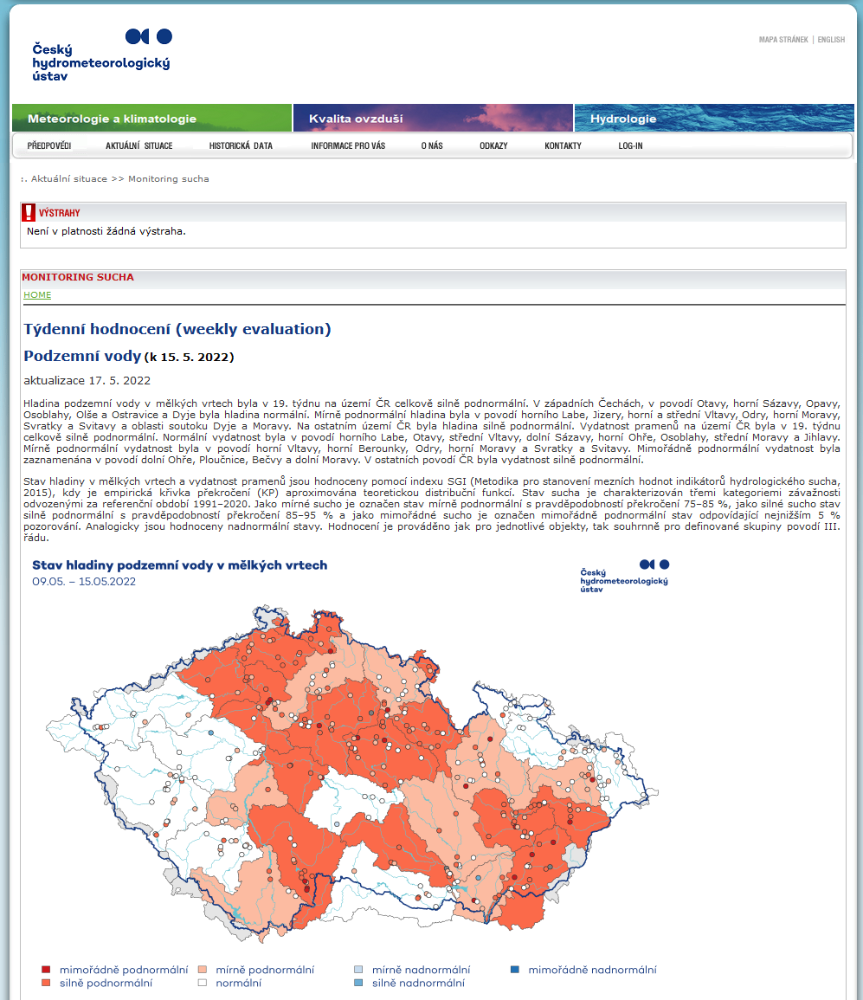 Český
hydrometeorologický
ústav
MAPA STRÁNEK | ENGLISH
Meteorologie a klimatologie
Kvalita ovzduší
Hydrologie
PŘEDPOVĚDI
AKTUÁLNÍ SITUACE
HISTORICKÁ DATA
INFORMACE PRO VÁS
O NÁS
ODKAZY
KONTAKTY
LOG-IN
:. Aktuální situace >> Monitoring sucha
VÝSTRAHY
Není v platnosti žádná výstraha.
MONITORING SUCHA
HOME
Týdenní hodnocení (weekly evaluation)
Podzemní vody (k 15. 5. 2022)
aktualizace 17. 5. 2022
Hladina podzemní vody v mělkých vrtech byla v 19. týdnu na území ČR celkově silně podnormální. V západních Čechách, v povodí Otavy, horní Sázavy, Opavy,
Osoblahy, Olše a Ostravice a Dyje byla hladina normální. Mírně podnormální hladina byla v povodí horního Labe, Jizery, horní a střední Vltavy, Odry, horní Moravy,
Svratky a Svitavy a oblasti soutoku Dyje a Moravy. Na ostatním území ČR byla hladina silně podnormální. Vydatnost pramenů na území ČR byla v 19. týdnu
celkově silně podnormální. Normální vydatnost byla v povodí horního Labe, Otavy, střední Vltavy, dolní Sázavy, horní Ohře, Osoblahy, střední Moravy a Jihlavy.
Mírně podnormální vydatnost byla v povodí horní Vltavy, horní Berounky, Odry, horní Moravy a Svratky a Svitavy. Mimořádně podnormální vydatnost byla
zaznamenána v povodí dolní Ohře, Ploučnice, Bečvy a dolní Moravy. V ostatních povodí ČR byla vydatnost silně podnormální.
Stav hladiny v mělkých vrtech a vydatnost pramenů jsou hodnoceny pomocí indexu SGI (Metodika pro stanovení mezních hodnot indikátorů hydrologického sucha,
2015), kdy je empirická křivka překročení (KP) aproximována teoretickou distribuční funkcí. Stav sucha je charakterizován třemi kategoriemi závažnosti
odvozenými za referenční období 1991–2020. Jako mírné sucho je označen stav mírně podnormální s pravděpodobností překročení 75–85 %, jako silné sucho stav
silně podnormální s pravděpodobností překročení 85–95 % a jako mimořádné sucho je označen mimořádně podnormální stav odpovídající nejnižším 5 %
pozorování. Analogicky jsou hodnoceny nadnormální stavy. Hodnocení je prováděno jak pro jednotlivé objekty, tak souhrnně pro definované skupiny povodí III.
řádu.
Stav hladiny podzemní vody v mělkých vrtech
09.05. – 15.05.2022
Český
hydrometeorologický
ústav
mimořádně podnormální
mírně podnormální
mírně nadnormální
mimořádně nadnormální
silně podnormální
normální
silně nadnormální